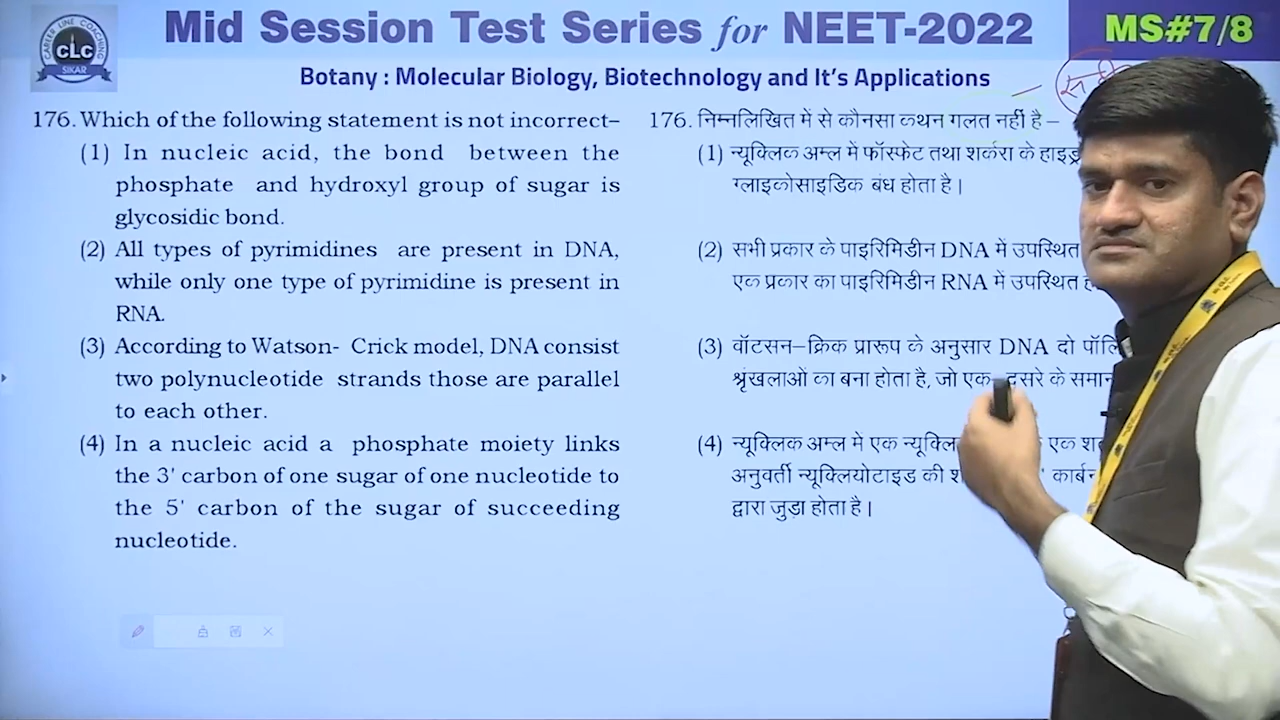 Mid Session Test Series for NEET-2022
MS#7/8
CAREER LINE COACHING
CLC
SIKAR
Botany : Molecular Biology, Biotechnology and It's Applications
176. Which of the following statement is not incorrect–
(1) In nucleic acid, the bond between the
phosphate and hydroxyl group of sugar is
glycosidic bond.
(2) All types of pyrimidines are present in DNA,
while only one type of pyrimidine is present in
RNA.
(3) According to Watson- Crick model, DNA consist
two polynucleotide strands those are parallel
to each other.
(4) In a nucleic acid a phosphate moiety links
the 3' carbon of one sugar of one nucleotide to
the 5' carbon of the sugar of succeeding
nucleotide.
176. निम्नलिखित में से कौनसा कथन गलत नहीं है –
(1) न्यूक्लिक अम्ल में फॉस्फेट तथा शर्करा के
ग्लाइकोसाइडिक बंध होता है।
(2) सभी प्रकार के पाइरिमिडीन DNA में उपस्थित
एक प्रकार का पाइरिमिडीन RNA में उपस्थित
(3) वॉटसन–क्रिक प्रारूप के अनुसार DNA दो
श्रृंखलाओं का बना होता है, जो एक दूसरे के
(4) न्यूक्लिक अम्ल में एक एक
अनुवर्ती न्यूक्लियोटाइड की
द्वारा जुड़ा होता है।